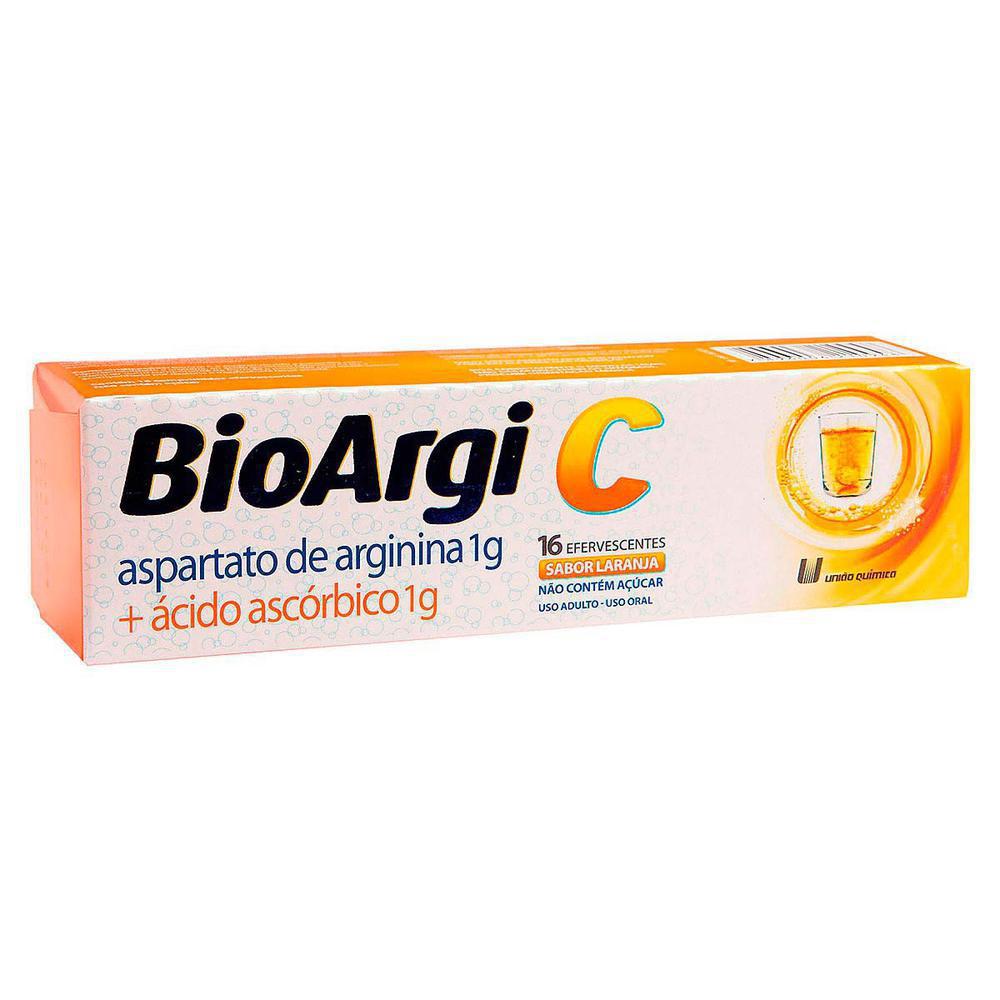 BioArgi C
aspartato de arginina 1g
+ ácido ascórbico 1g
16 EFERVESCENTES
SABOR LARANJA
NÃO CONTÉM AÇÚCAR
USO ADULTO - USO ORAL
união química